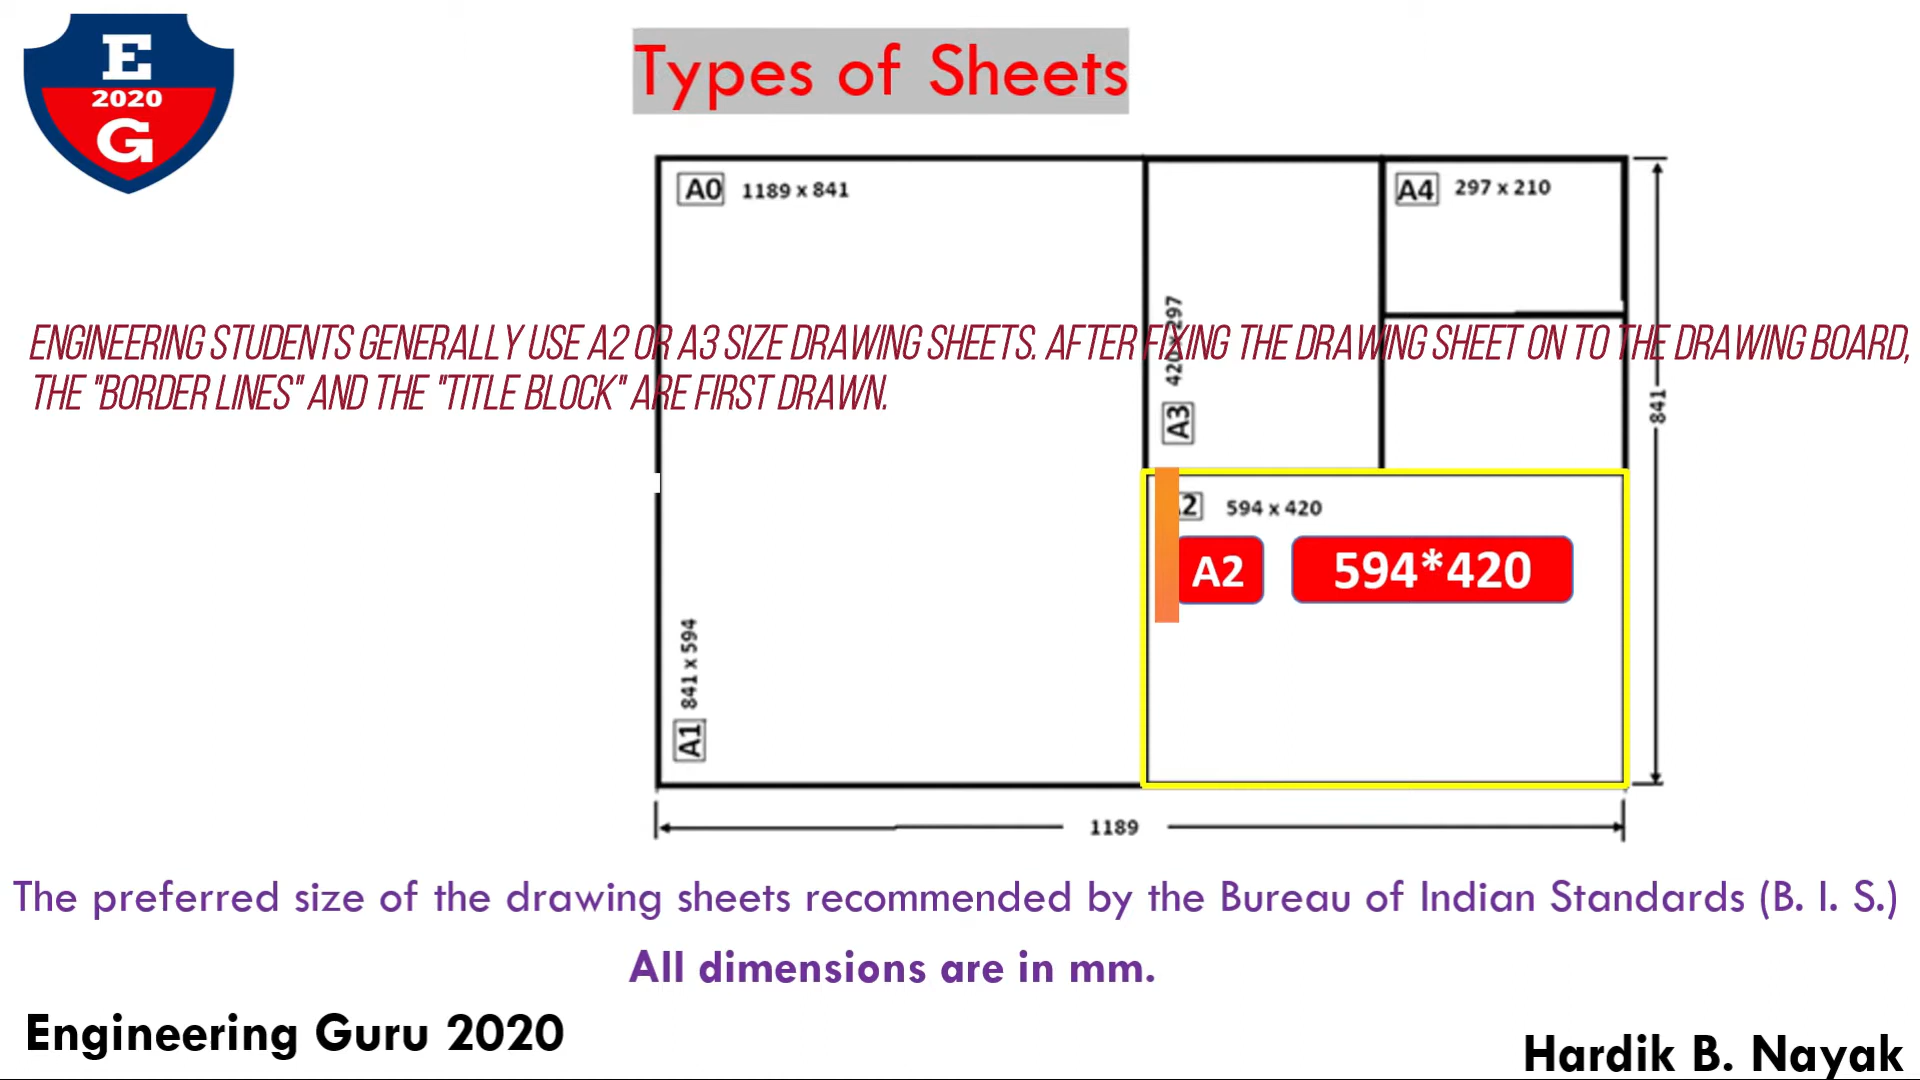 E
2020
G
Types of Sheets
A0 1189 x 841
A4 297 x 210
420 x 297
A3
ENGINEERING STUDENTS GENERALLY USE A2 OR A3 SIZE DRAWING SHEETS. AFTER FIXING THE DRAWING SHEET ON TO THE DRAWING BOARD,
THE "BORDER LINES" AND THE "TITLE BLOCK" ARE FIRST DRAWN.
841
2 594 x 420
A2 594*420
841 x 594
A1
1189
The preferred size of the drawing sheets recommended by the Bureau of Indian Standards (B. I. S.)
All dimensions are in mm.
Engineering Guru 2020
Hardik B. Nayak